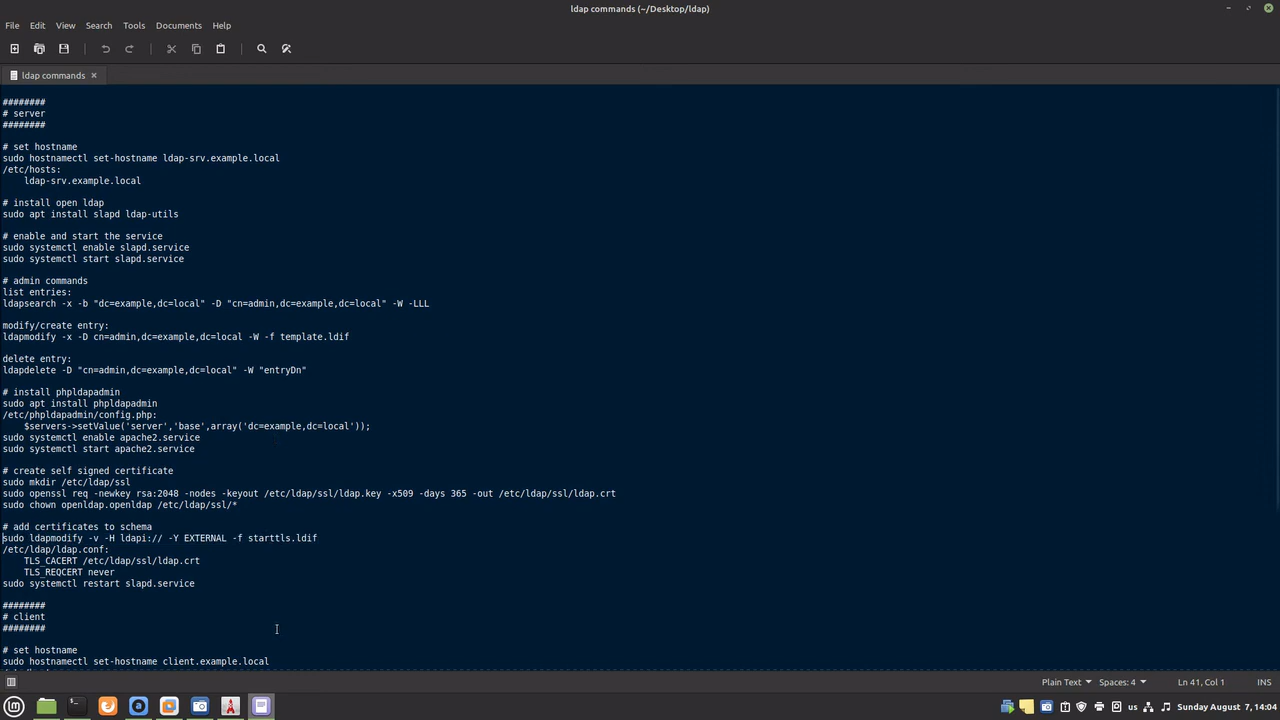 ldap commands (~/Desktop/ldap)
File Edit View Search Tools Documents Help
ldap commands
########
# server
########
# set hostname
sudo hostnamectl set-hostname ldap-srv.example.local
/etc/hosts:
ldap-srv.example.local
# install open ldap
sudo apt install slapd ldap-utils
# enable and start the service
sudo systemctl enable slapd.service
sudo systemctl start slapd.service
# admin commands
list entries:
ldapsearch -x -b "dc=example,dc=local" -D "cn=admin,dc=example,dc=local" -W -LLL
modify/create entry:
ldapmodify -x -D cn=admin,dc=example,dc=local -W -f template.ldif
delete entry:
ldapdelete -D "cn=admin,dc=example,dc=local" -W "entryDn"
# install phpldapadmin
sudo apt install phpldapadmin
/etc/phpldapadmin/config.php:
$servers->setValue('server','base',array('dc=example,dc=local'));
sudo systemctl enable apache2.service
sudo systemctl start apache2.service
# create self signed certificate
sudo mkdir /etc/ldap/ssl
sudo openssl req -newkey rsa:2048 -nodes -keyout /etc/ldap/ssl/ldap.key -x509 -days 365 -out /etc/ldap/ssl/ldap.crt
sudo chown openldap.openldap /etc/ldap/ssl/*
# add certificates to schema
sudo ldapmodify -v -H ldapi:// -Y EXTERNAL -f starttls.ldif
/etc/ldap/ldap.conf:
TLS_CACERT /etc/ldap/ssl/ldap.crt
TLS_REQCERT never
sudo systemctl restart slapd.service
########
# client
########
# set hostname
sudo hostnamectl set-hostname client.example.local
Plain Text Spaces: 4 Ln 41, Col 1 INS
us Sunday August 7, 14:04